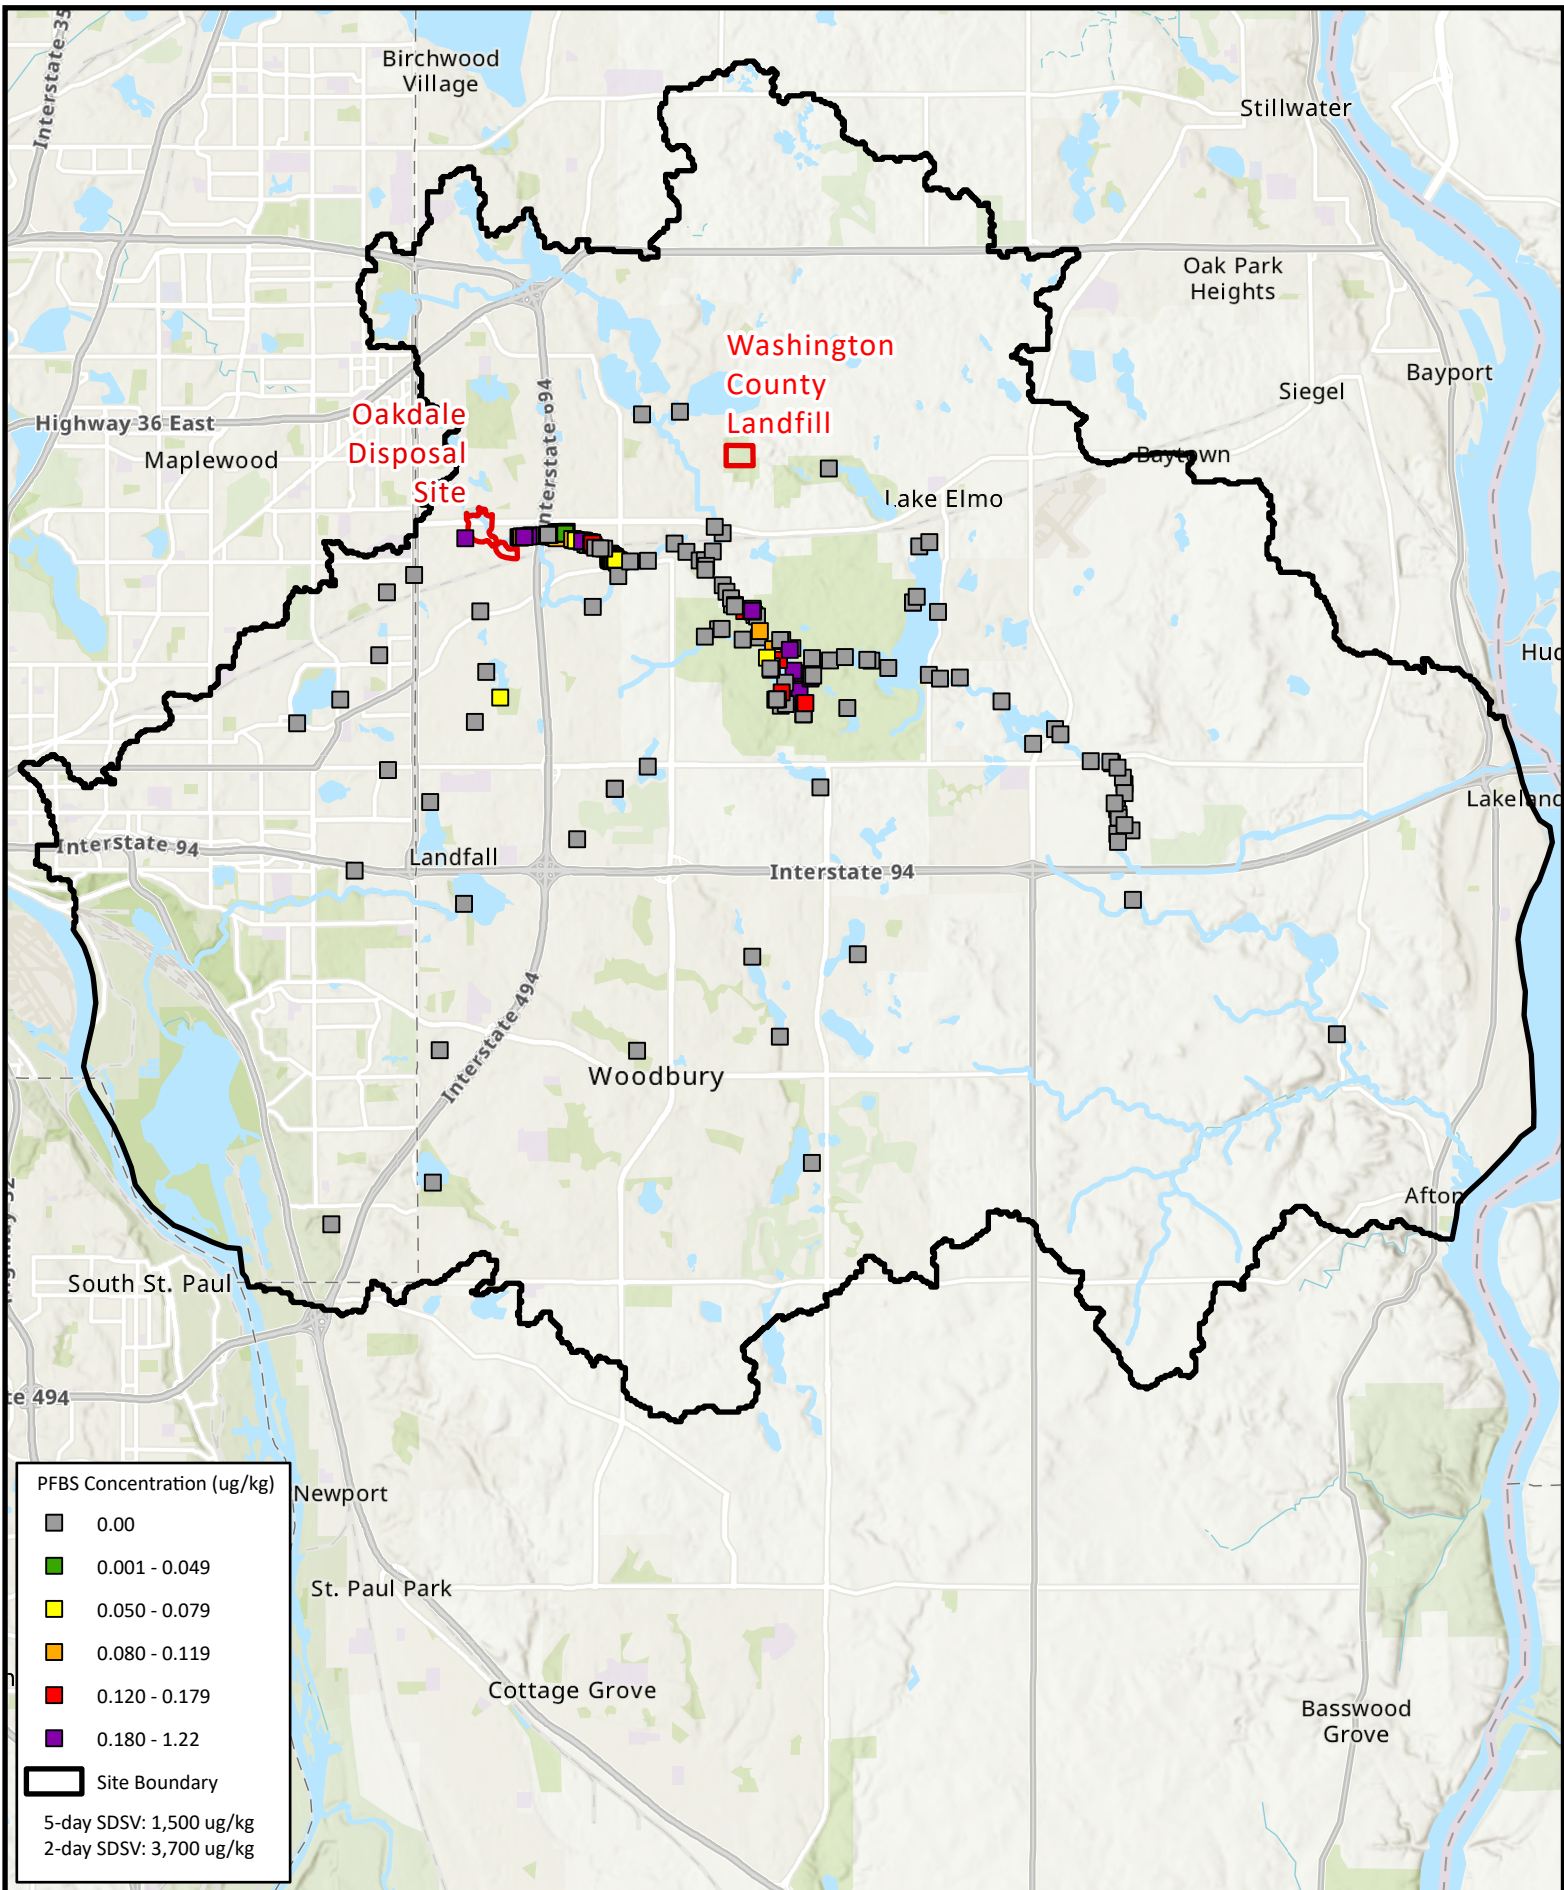 Interstate 35
Birchwood
Village
Stillwater
Oak Park
Heights
Washington
County
Landfill
Bayport
Siegel
Interstate 694
Oakdale
Disposal
Site
Highway 36 East
Maplewood
Baytown
Lake Elmo
Hud
Lakeland
Interstate 94
Landfall
Interstate 94
Interstate 494
Woodbury
Afton
South St. Paul
te 494
PFBS Concentration (ug/kg)
0.00
0.001 - 0.049
0.050 - 0.079
0.080 - 0.119
0.120 - 0.179
0.180 - 1.22
Site Boundary
5-day SDSV: 1,500 ug/kg
2-day SDSV: 3,700 ug/kg
Newport
St. Paul Park
Cottage Grove
Basswood
Grove